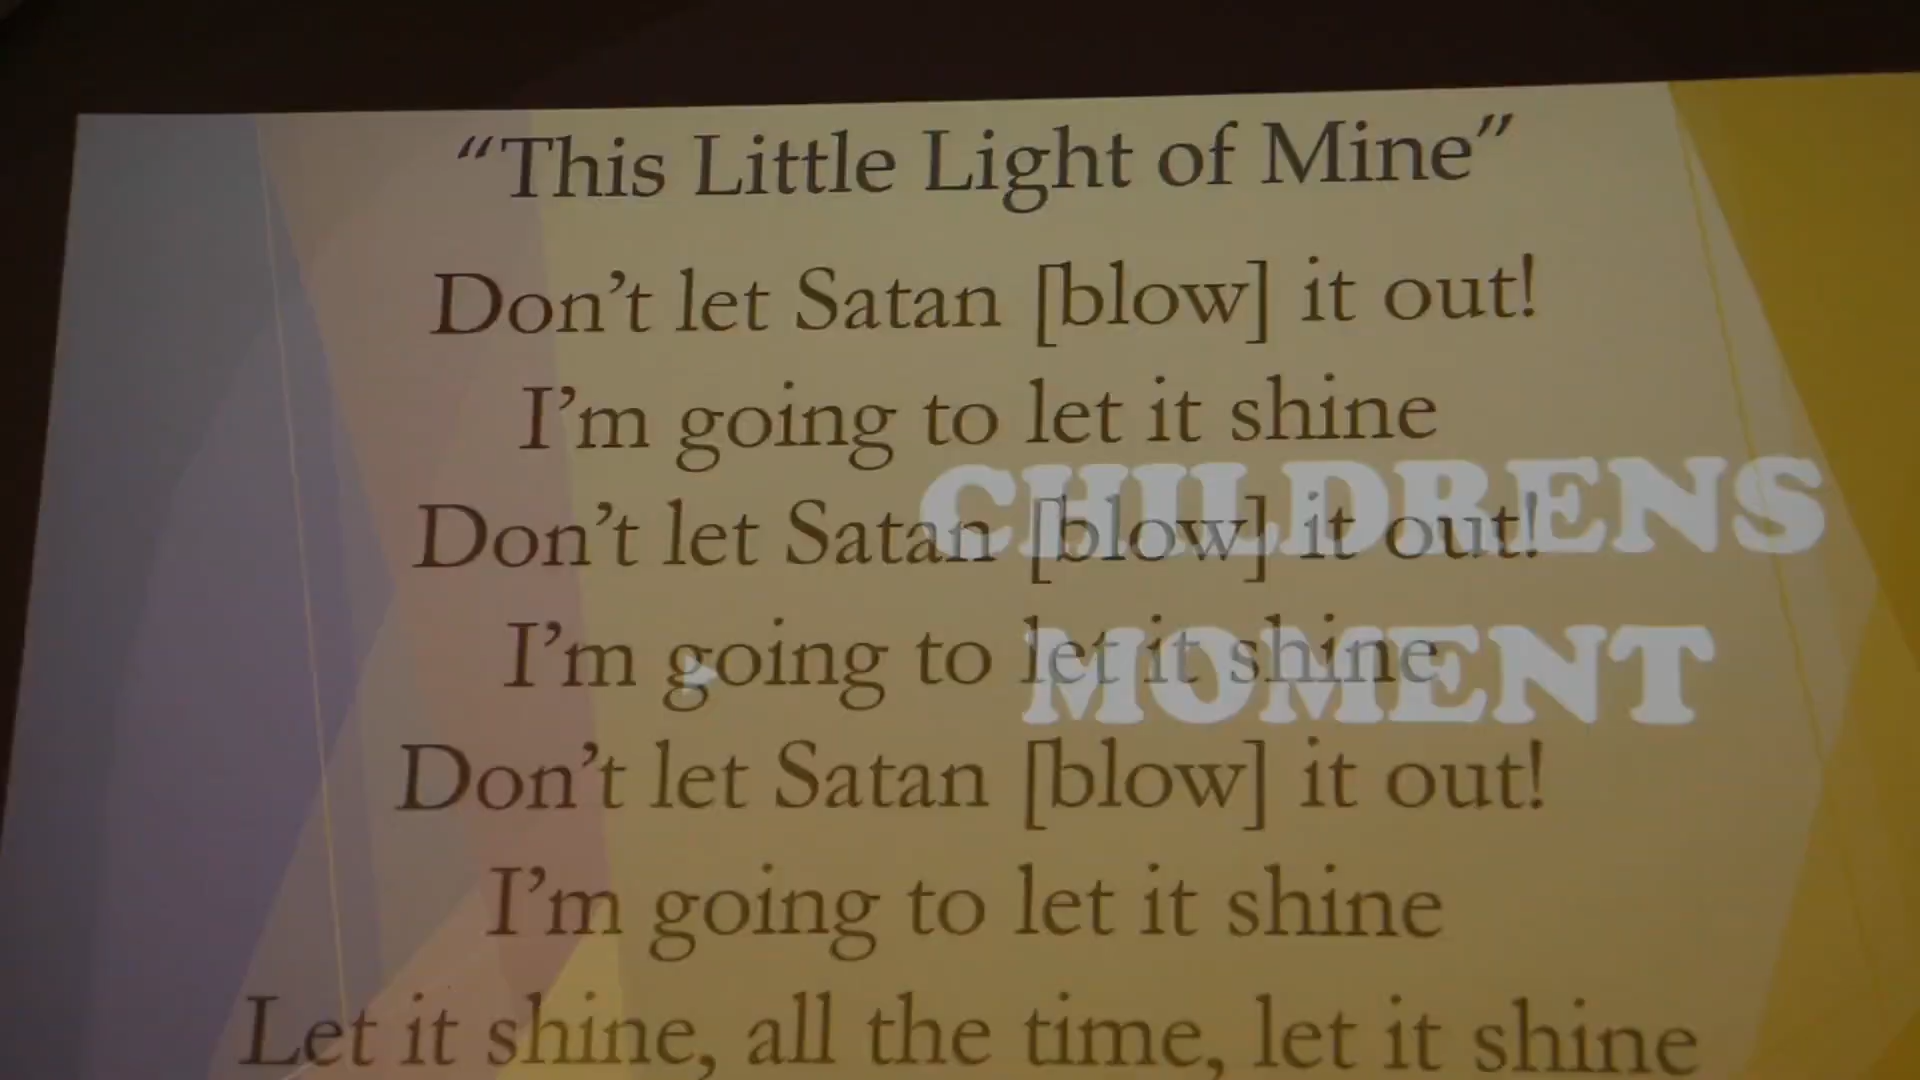 “This Little Light of Mine”
Don’t let Satan [blow] it out!
I’m going to let it shine
Don’t let Satan [blow] it out!
I’m going to let it shine
Don’t let Satan [blow] it out!
I’m going to let it shine
Let it shine, all the time, let it shine
CHILDRENS
MOMENT